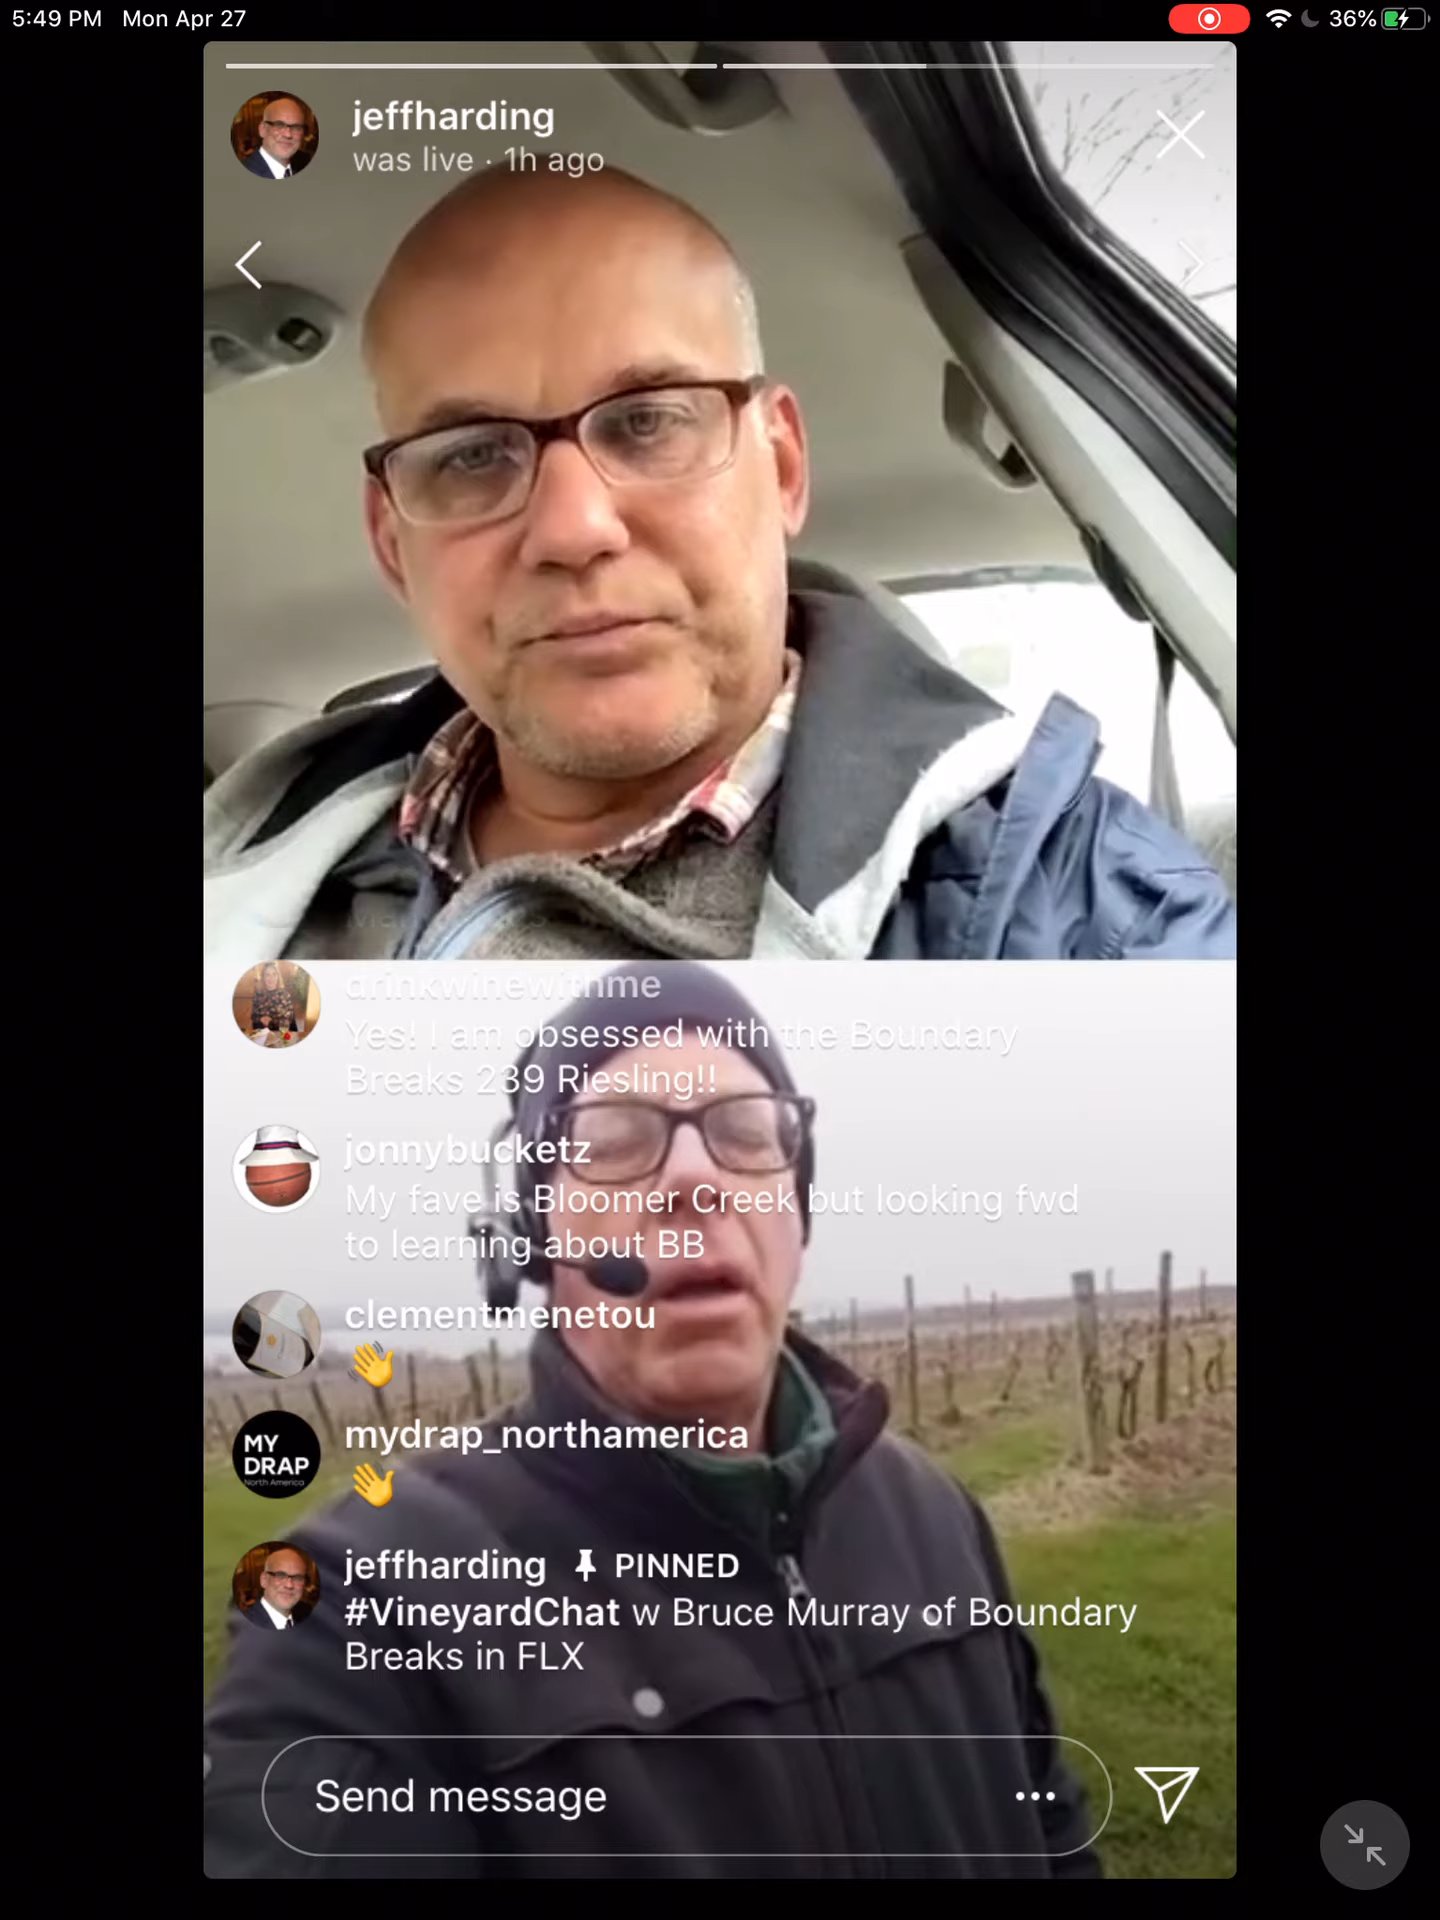 5:49 PM Mon Apr 27
36%
jeffharding
was live · 1h ago
drinkwinewithme
Yes! I am obsessed with the Boundary
Breaks 239 Riesling!!
jonnybucketz
My fave is Bloomer Creek but looking fwd
to learning about BB
clementmenetou
👋
MY
DRAP
North America
mydrap_northamerica
👋
jeffharding PINNED
#VineyardChat w Bruce Murray of Boundary
Breaks in FLX
Send message